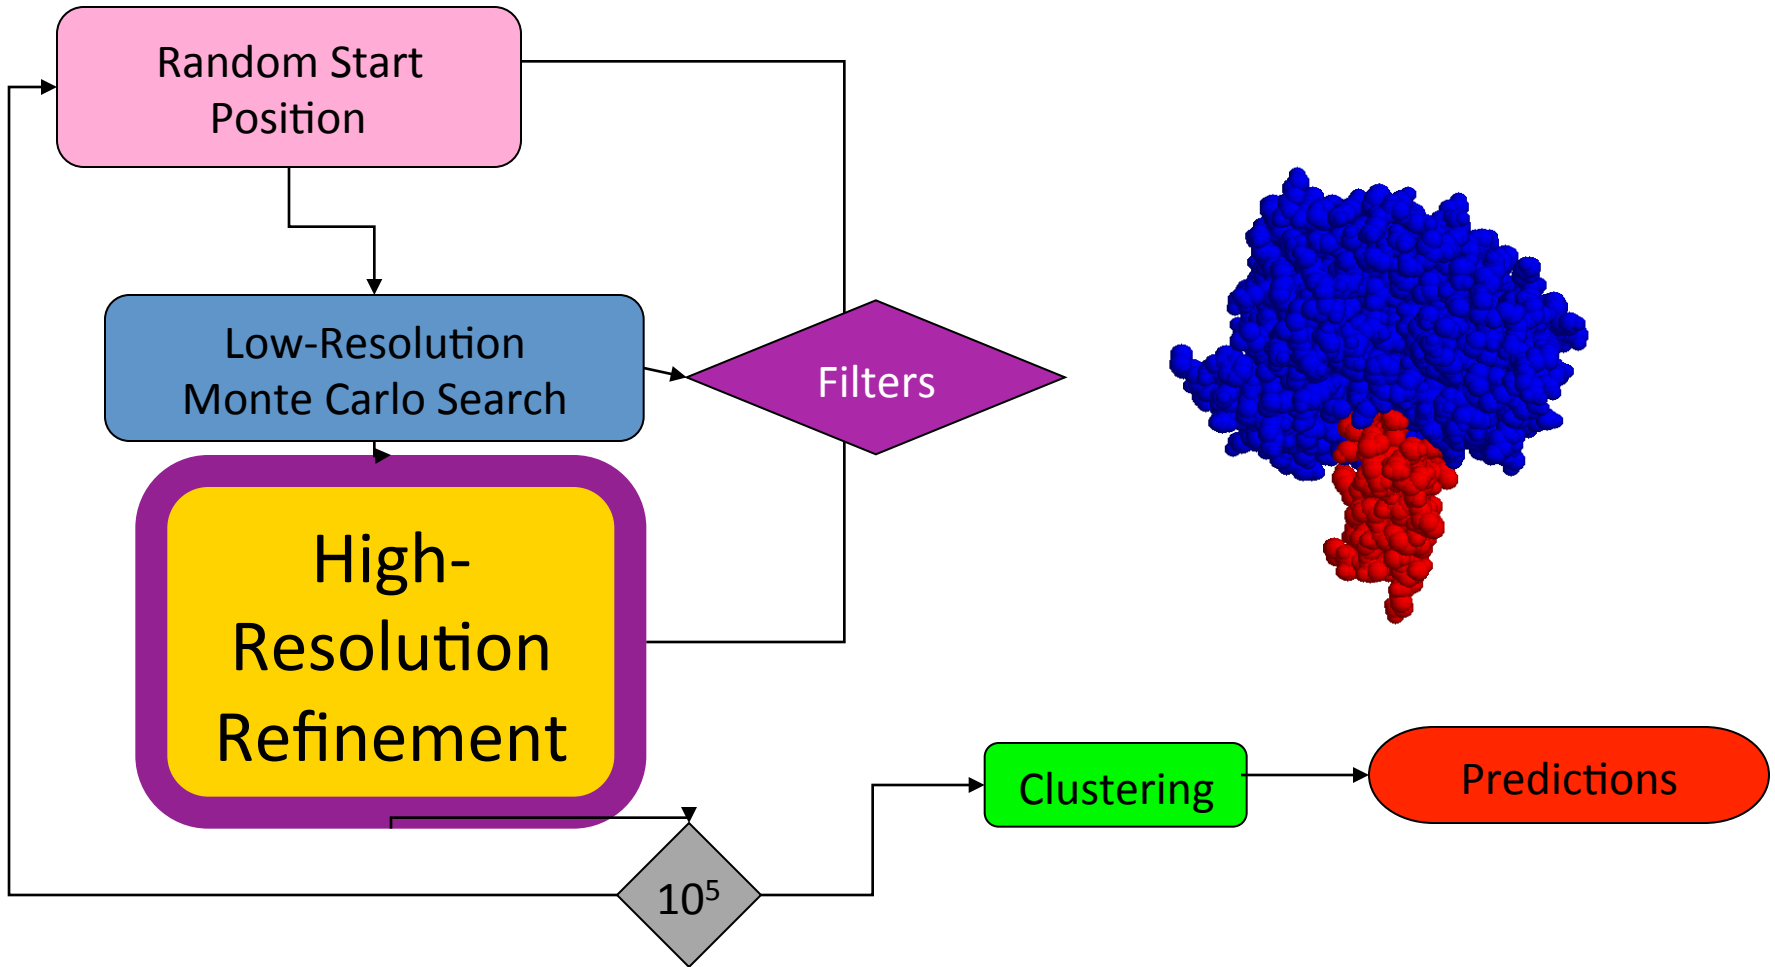 Random Start
Position
Low-Resolution
Monte Carlo Search
Filters
High-
Resolution
Refinement
Clustering
Predictions
10⁵